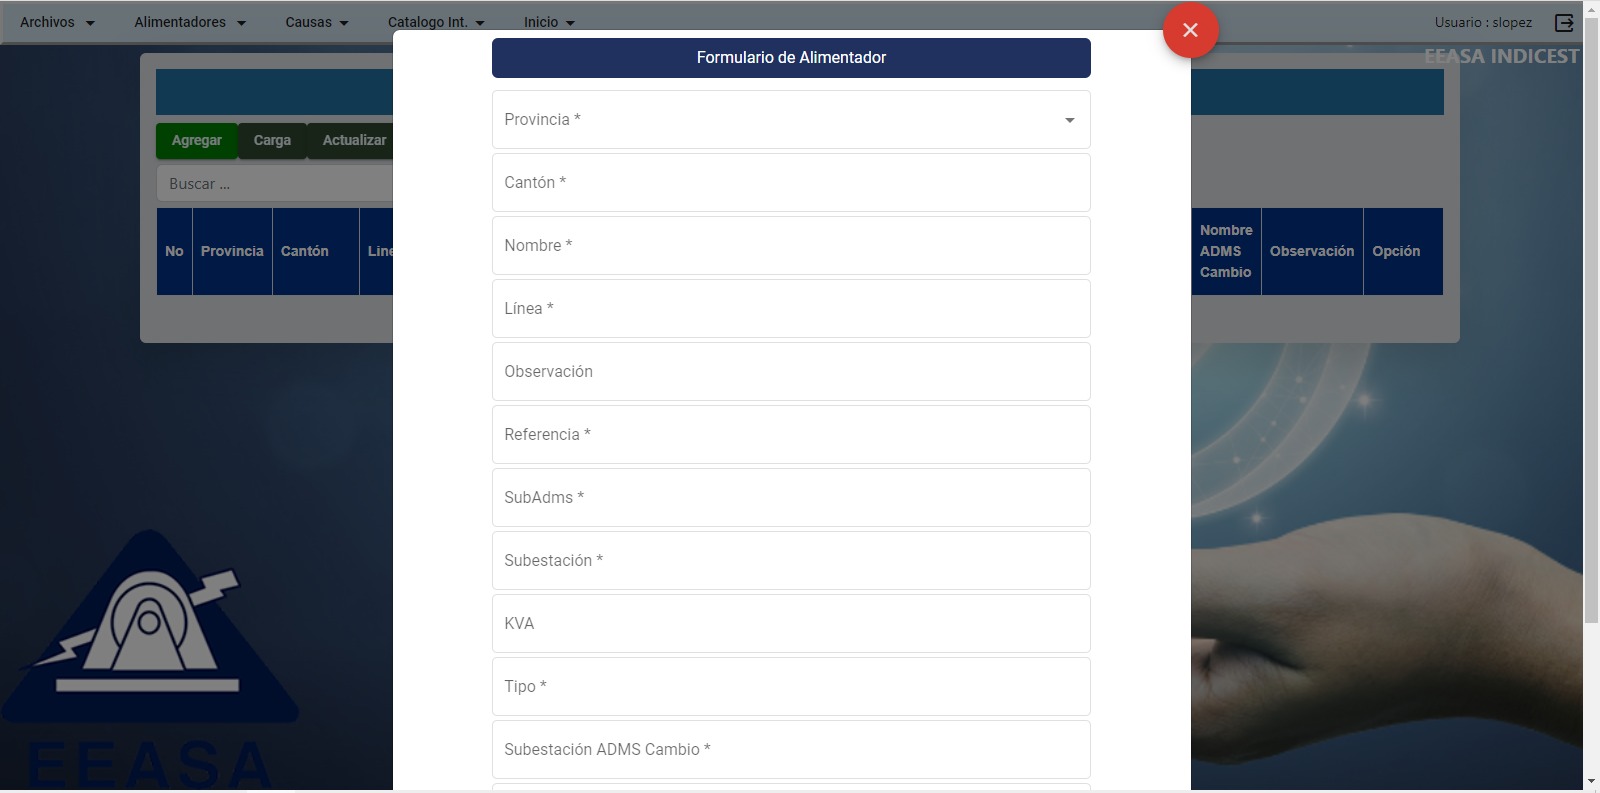 Archivos
Alimentadores
Causas
Catalogo Int.
Inicio
Usuario : slopez
EEASA INDICEST
Formulario de Alimentador
Agregar
Carga
Actualizar
Buscar ...
No
Provincia
Cantón
Line
Nombre
ADMS
Cambio
Observación
Opción
Provincia *
Cantón *
Nombre *
Línea *
Observación
Referencia *
SubAdms *
Subestación *
KVA
Tipo *
Subestación ADMS Cambio *
EEASA